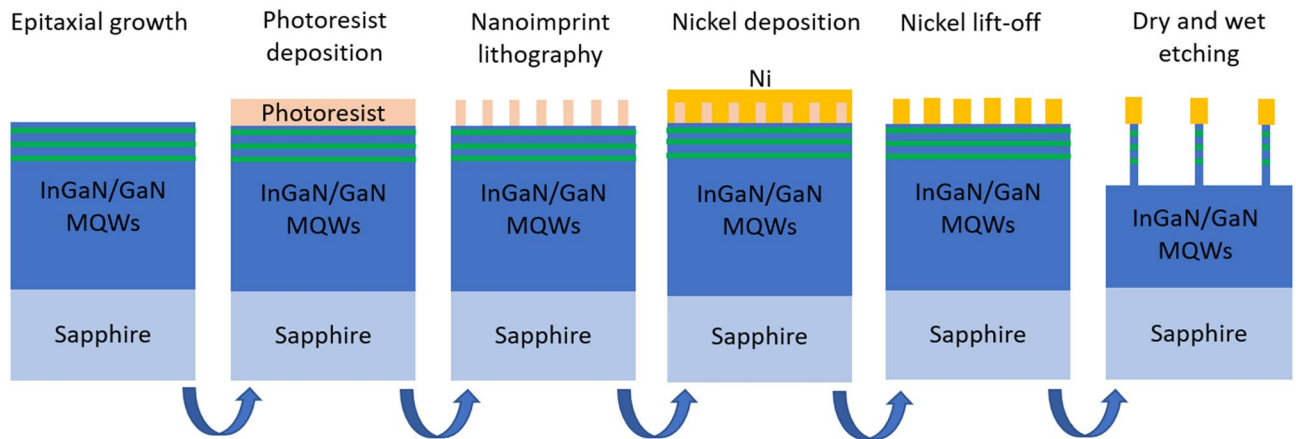 Epitaxial growth
Photoresist
deposition
Nanoimprint
lithography
Nickel deposition
Nickel lift-off
Dry and wet
etching
Photoresist
Ni
InGaN/GaN
MQWs
InGaN/GaN
MQWs
InGaN/GaN
MQWs
InGaN/GaN
MQWs
InGaN/GaN
MQWs
InGaN/GaN
MQWs
Sapphire
Sapphire
Sapphire
Sapphire
Sapphire
Sapphire